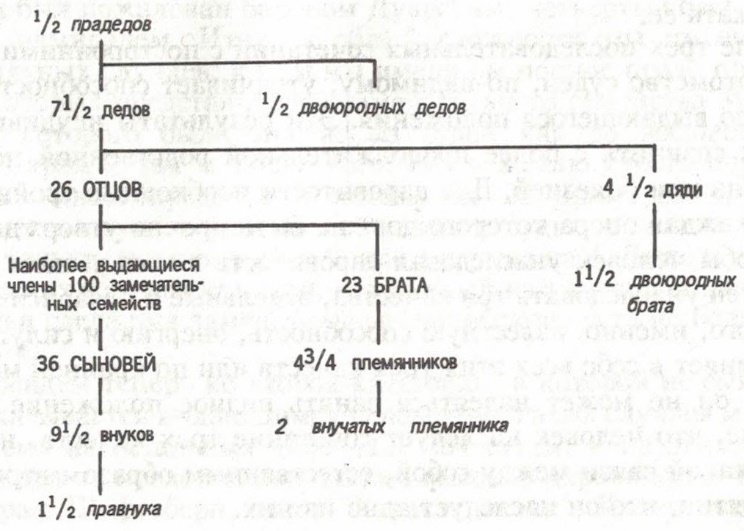 1/2 прадедов
7 1/2 дедов 1/2 двоюродных дедов
26 ОТЦОВ 4 1/2 дяди
Наиболее выдающиеся
члены 100 замечатель-
ных семейств
23 БРАТА
1 1/2 двоюродных
брата
36 СЫНОВЕЙ 4 3/4 племянников
9 1/2 внуков 2 внучатых племянника
1 1/2 правнука